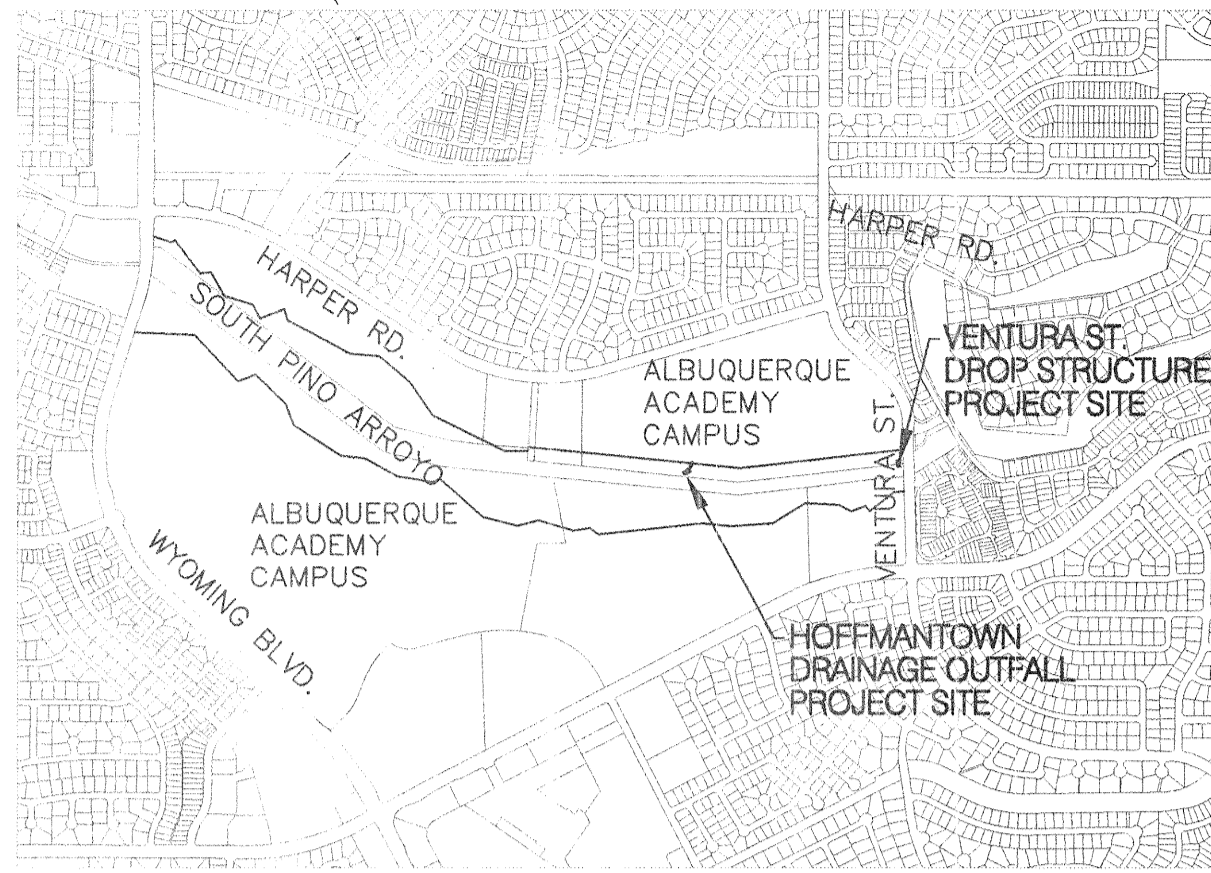 HARPER RD.
HARPER RD.
SOUTH PINO ARROYO
VENTURA ST.
DROP STRUCTURE
PROJECT SITE
ALBUQUERQUE
ACADEMY
CAMPUS
VENTURA ST.
ALBUQUERQUE
ACADEMY
CAMPUS
WYOMING BLVD.
HOFFMANTOWN
DRAINAGE OUTFALL
PROJECT SITE